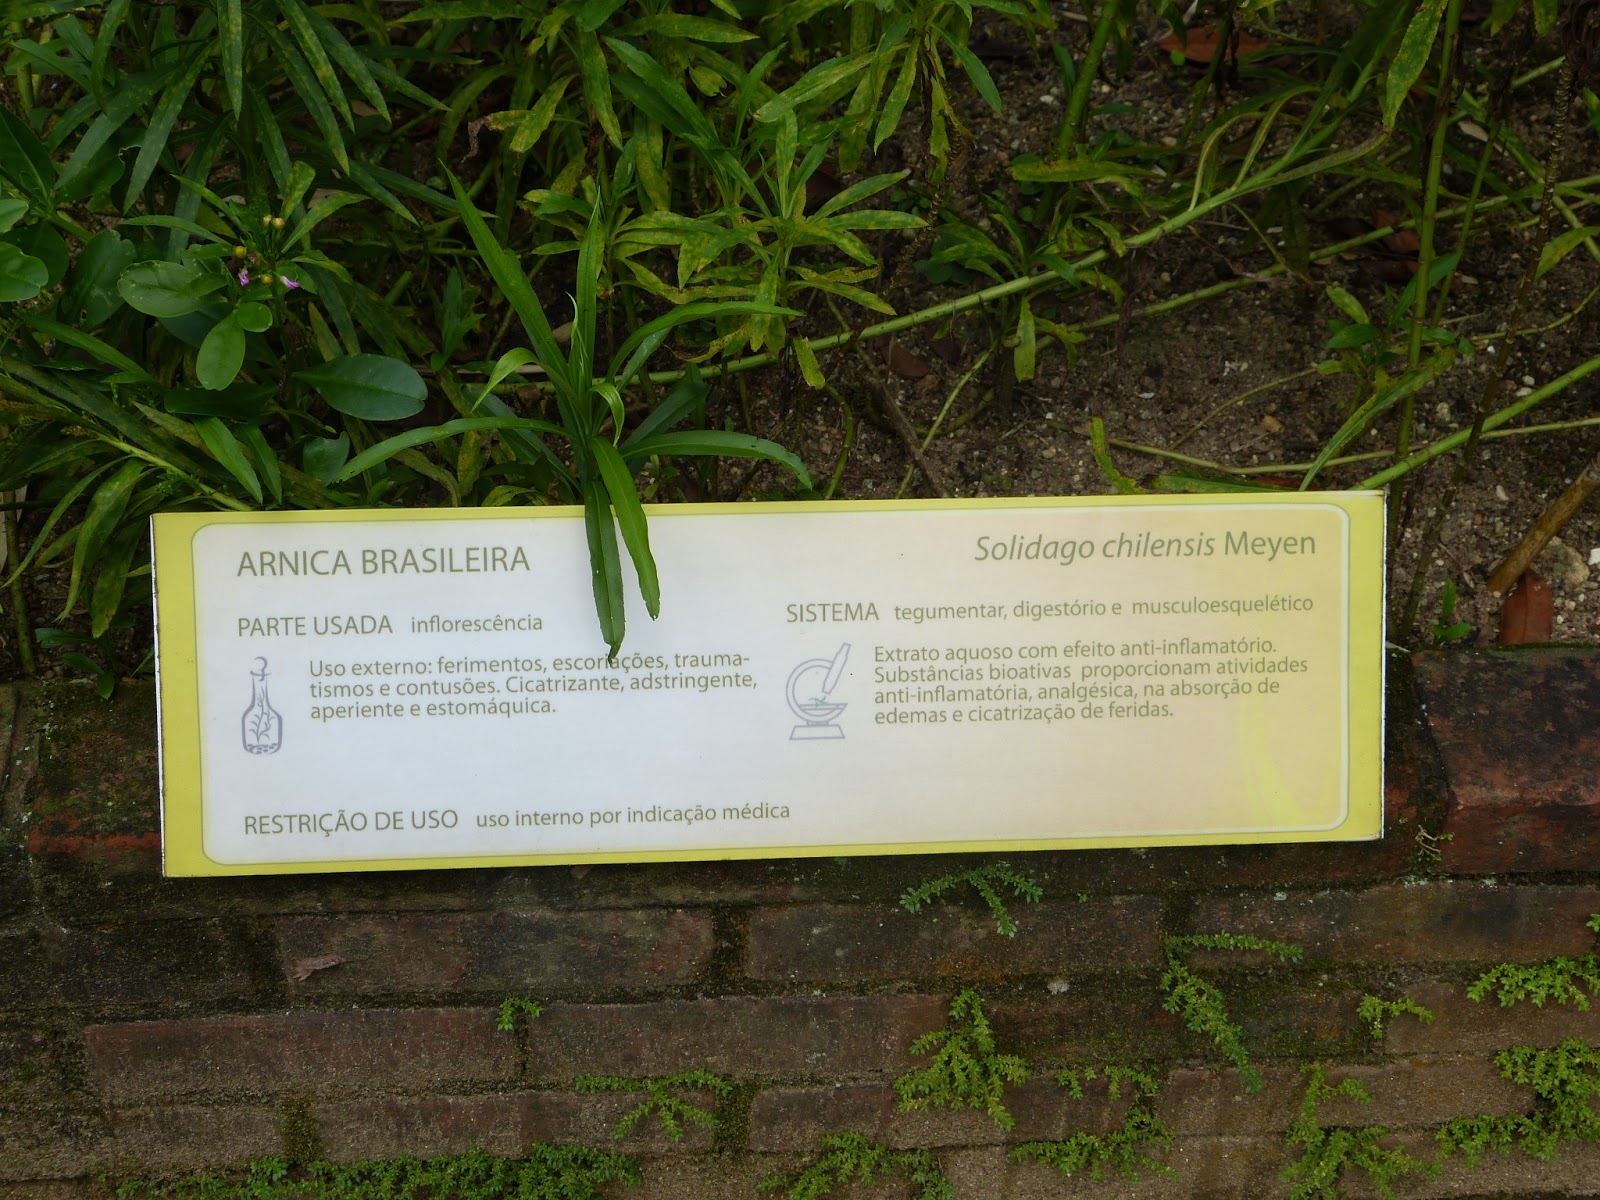 ARNICA BRASILEIRA
Solidago chilensis Meyen
PARTE USADA inflorescência
Uso externo: ferimentos, escoriações, trauma-
tismos e contusões. Cicatrizante, adstringente,
aperiente e estomáquica.
SISTEMA tegumentar, digestório e musculoesquelético
Extrato aquoso com efeito anti-inflamatório.
Substâncias bioativas proporcionam atividades
anti-inflamatória, analgésica, na absorção de
edemas e cicatrização de feridas.
RESTRIÇÃO DE USO uso interno por indicação médica